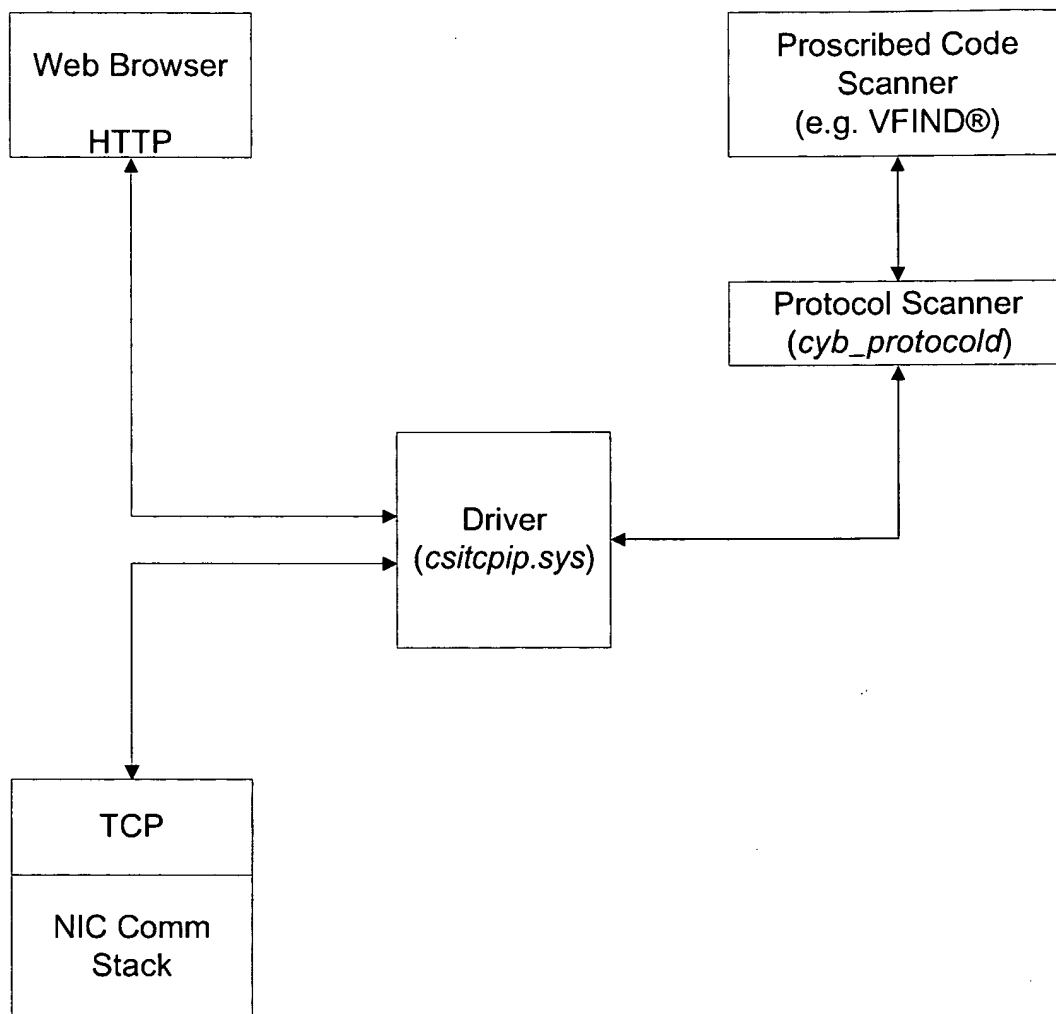 Web Browser
HTTP
Proscribed Code
Scanner
(e.g. VFIND®)
Protocol Scanner
(cyb_protocold)
Driver
(csitcpip.sys)
TCP
NIC Comm
Stack